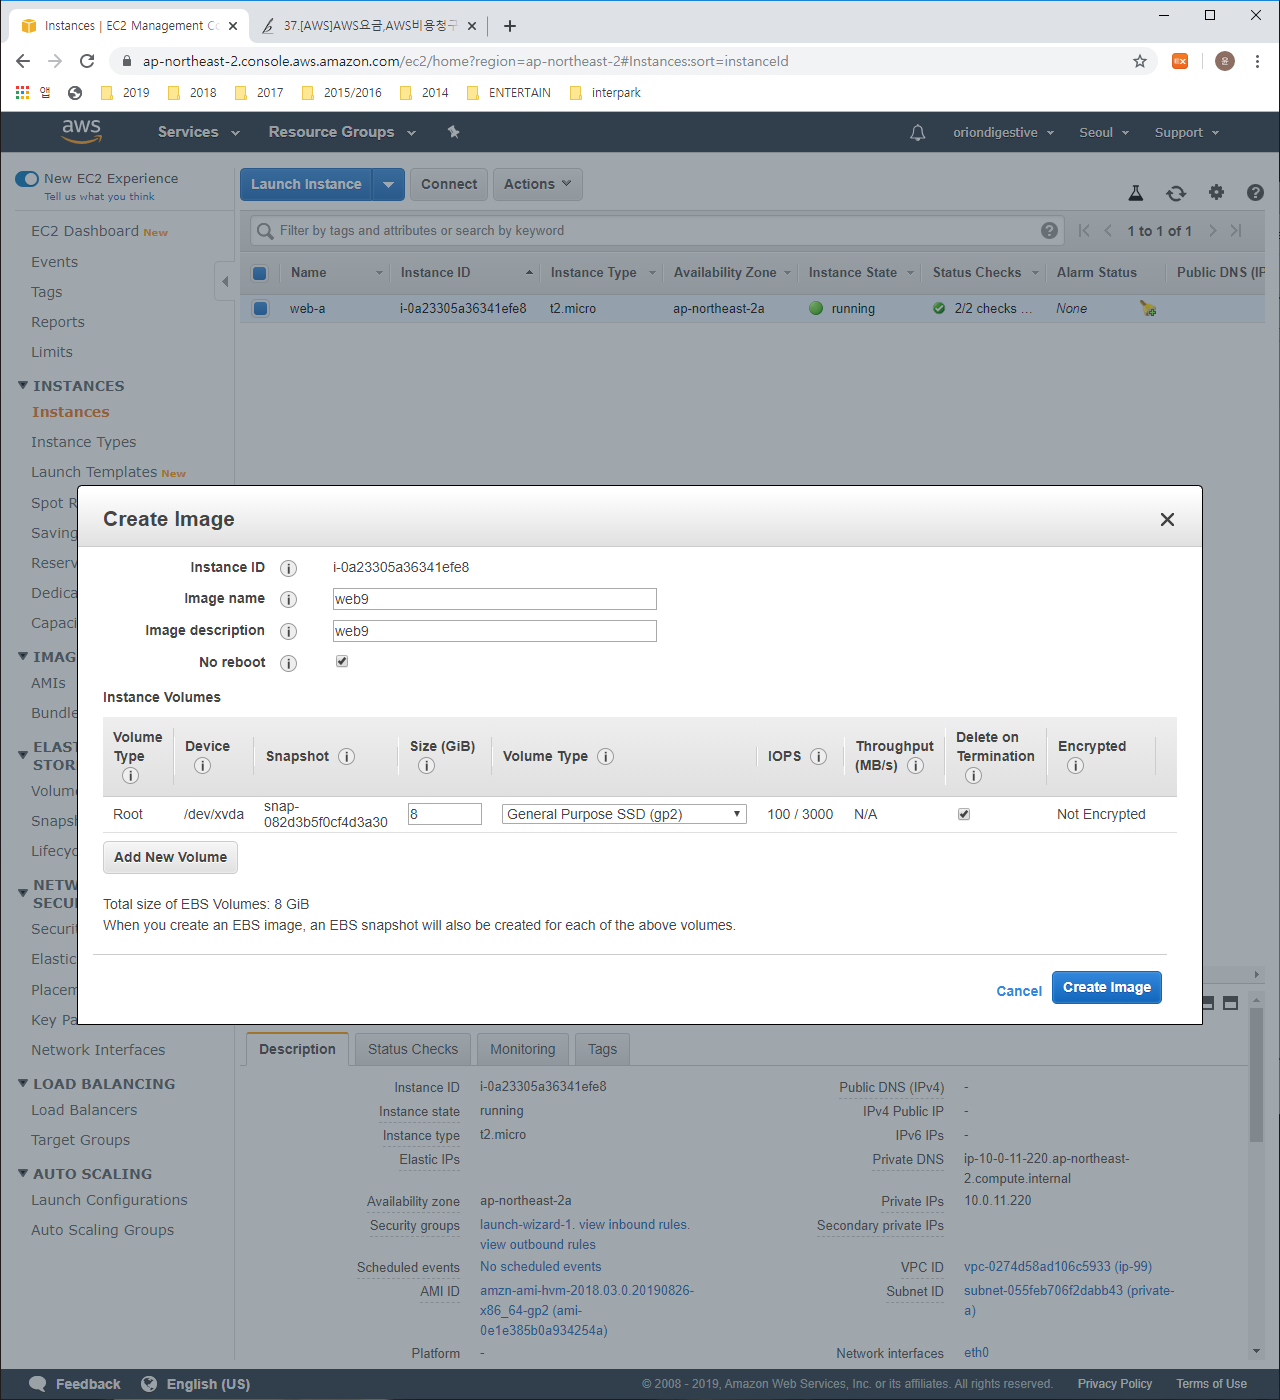 Instances | EC2 Management Co
37.[AWS]AWS요금,AWS비용청구
ap-northeast-2.console.aws.amazon.com/ec2/home?region=ap-northeast-2#Instances:sort=instanceId
앱
2019
2018
2017
2015/2016
2014
ENTERTAIN
interpark
aws
Services
Resource Groups
oriondigestive
Seoul
Support
New EC2 Experience
Tell us what you think
EC2 Dashboard New
Events
Tags
Reports
Limits
INSTANCES
Instances
Instance Types
Launch Templates New
Spot R
Saving
Reserv
Dedica
Capaci
IMAG
AMIs
Bundle
ELAS
STOR
Volum
Snaps
Lifecyc
NETW
SECU
Securit
Elastic
Placem
Key Pa
Network Interfaces
LOAD BALANCING
Load Balancers
Target Groups
AUTO SCALING
Launch Configurations
Auto Scaling Groups
Launch Instance
Connect
Actions
Filter by tags and attributes or search by keyword
1 to 1 of 1
Name Instance ID Instance Type Availability Zone Instance State Status Checks Alarm Status Public DNS (IP
web-a i-0a23305a36341efe8 t2.micro ap-northeast-2a running 2/2 checks ... None
Create Image
Instance ID i-0a23305a36341efe8
Image name web9
Image description web9
No reboot
Instance Volumes
Volume Type
Device
Snapshot
Size (GiB)
Volume Type
IOPS
Throughput (MB/s)
Delete on Termination
Encrypted
Root
/dev/xvda
snap-
082d3b5f0cf4d3a30
8
General Purpose SSD (gp2)
100 / 3000
N/A
Not Encrypted
Add New Volume
Total size of EBS Volumes: 8 GiB
When you create an EBS image, an EBS snapshot will also be created for each of the above volumes.
Cancel
Create Image
Description
Status Checks
Monitoring
Tags
Instance ID i-0a23305a36341efe8
Instance state running
Instance type t2.micro
Elastic IPs
Availability zone ap-northeast-2a
Security groups launch-wizard-1. view inbound rules.
view outbound rules
Scheduled events No scheduled events
AMI ID amzn-ami-hvm-2018.03.0.20190826-
x86_64-gp2 (ami-
0e1e385b0a934254a)
Platform -
Public DNS (IPv4) -
IPv4 Public IP -
IPv6 IPs -
Private DNS ip-10-0-11-220.ap-northeast-
2.compute.internal
Private IPs 10.0.11.220
Secondary private IPs
VPC ID vpc-0274d58ad106c5933 (ip-99)
Subnet ID subnet-055feb706f2dabb43 (private-
a)
Network interfaces eth0
Feedback
English (US)
© 2008 - 2019, Amazon Web Services, Inc. or its affiliates. All rights reserved.
Privacy Policy
Terms of Use